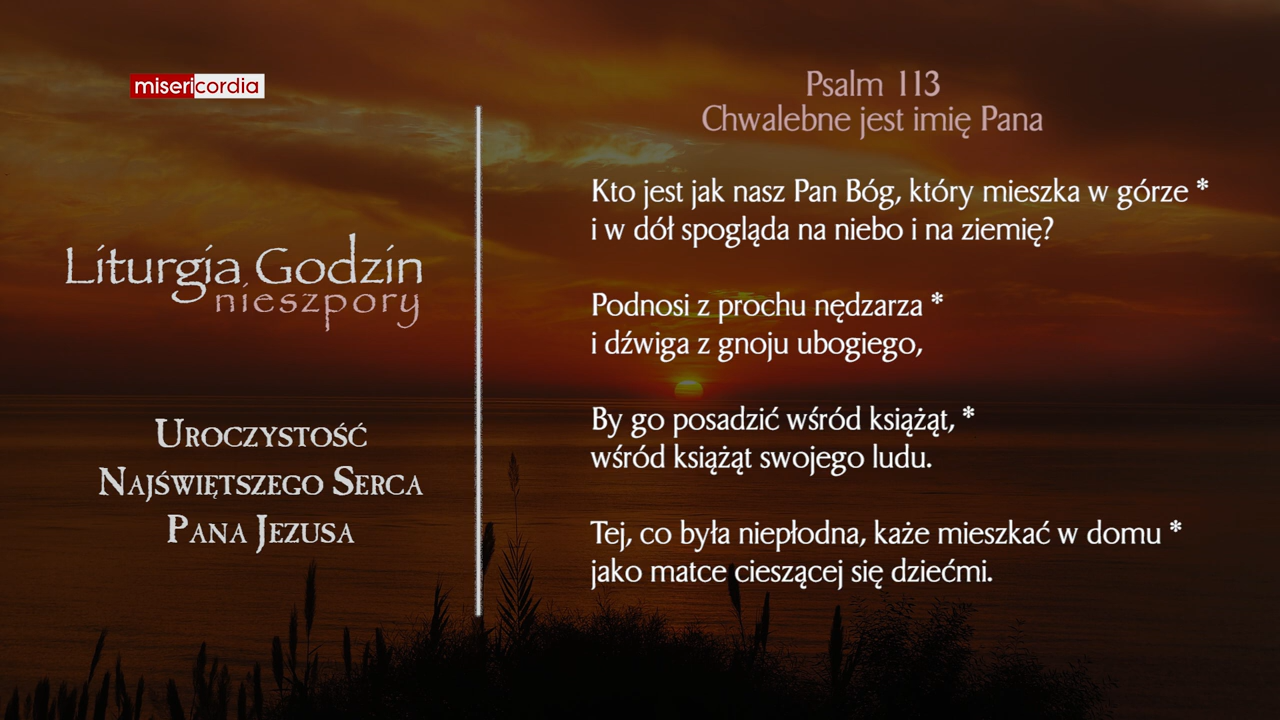 misericordia
Liturgia Godzin
nieszpory
Uroczystość
Najświętszego Serca
Pana Jezusa
Psalm 113
Chwalebne jest imię Pana
Kto jest jak nasz Pan Bóg, który mieszka w górze *
i w dół spogląda na niebo i na ziemię?
Podnosi z prochu nędzarza *
i dźwiga z gnoju ubogiego,
By go posadzić wśród książąt, *
wśród książąt swojego ludu.
Tej, co była niepłodna, każe mieszkać w domu *
jako matce cieszącej się dziećmi.